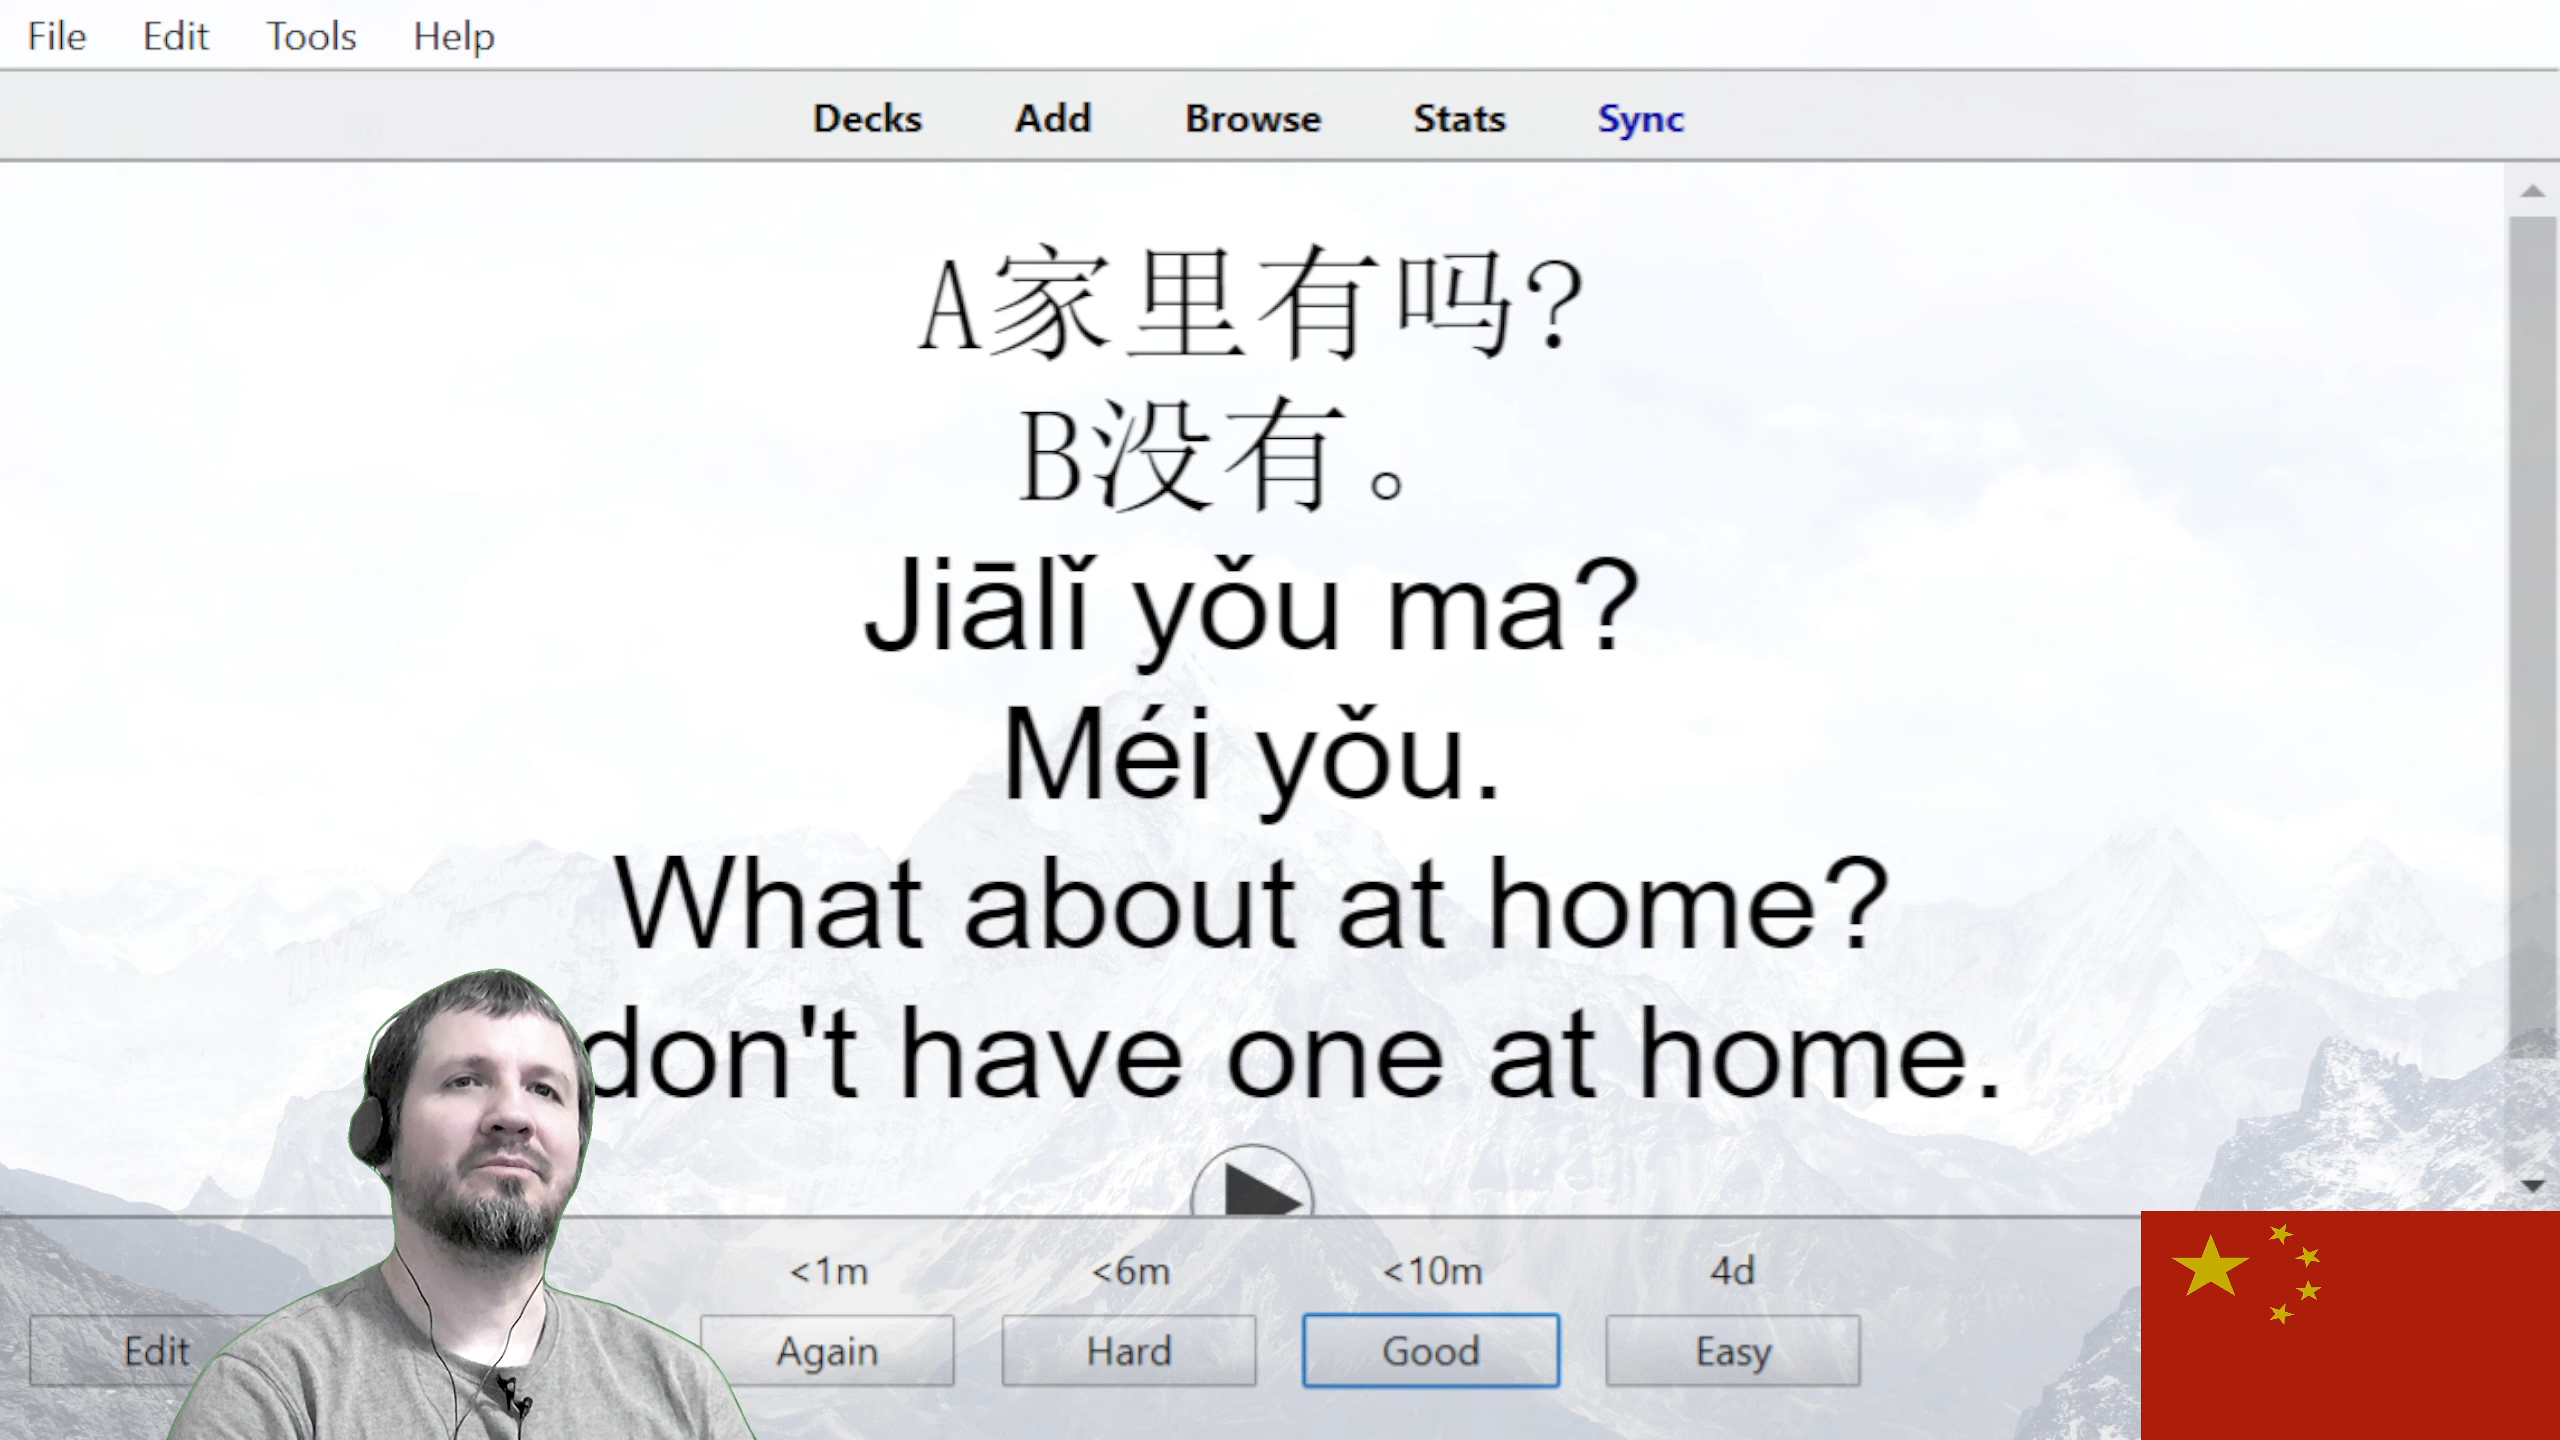 File Edit Tools Help
Decks Add Browse Stats Sync
A家里有吗?
B没有。
Jiālǐ yǒu ma?
Méi yǒu.
What about at home?
don't have one at home.
<1m <6m <10m 4d
Edit Again Hard Good Easy